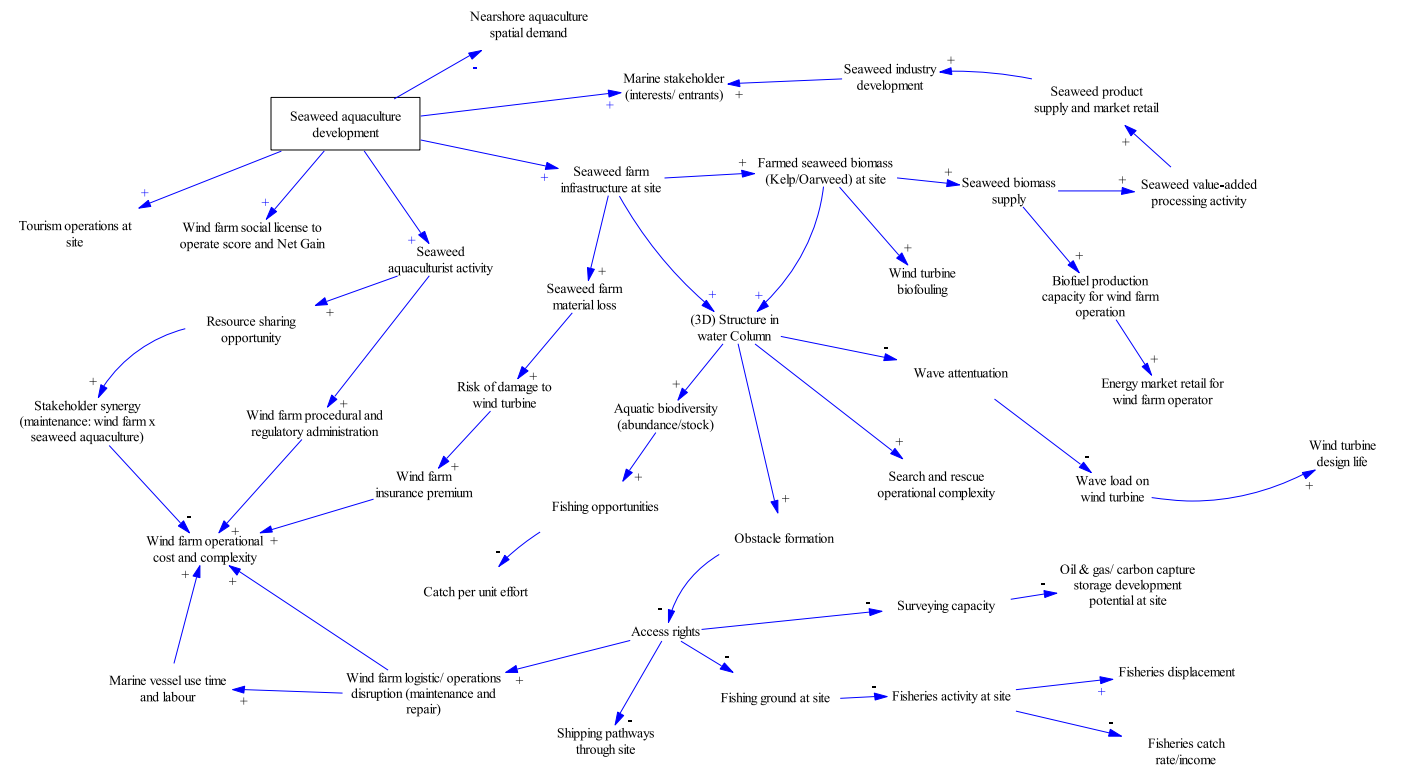 Nearshore aquaculture
spatial demand
-
Seaweed aquaculture
development
Marine stakeholder
(interests/ entrants)
+
+
Seaweed industry
development
+
Seaweed product
supply and market retail
+
Seaweed farm
infrastructure at site
+
Farmed seaweed biomass
(Kelp/Oarweed) at site
+
Seaweed biomass
supply
+
Seaweed value-added
processing activity
+
Tourism operations at
site
+
Wind farm social license to
operate score and Net Gain
+
Seaweed
aquaculturist activity
+
Seaweed farm
material loss
+
(3D) Structure in
water Column
+
+
Wind turbine
biofouling
+
Biofuel production
capacity for wind farm
operation
+
Resource sharing
opportunity
+
Wave attentuation
-
Energy market retail for
wind farm operator
+
Stakeholder synergy
(maintenance: wind farm x
seaweed aquaculture)
+
Wind farm procedural and
regulatory administration
+
Risk of damage to
wind turbine
+
Aquatic biodiversity
(abundance/stock)
+
Wind farm
insurance premium
+
Fishing opportunities
+
Search and rescue
operational complexity
+
Wave load on
wind turbine
-
Wind turbine
design life
+
Wind farm operational
cost and complexity
-
+
+
+
+
Catch per unit effort
-
Obstacle formation
+
Access rights
-
Surveying capacity
-
Oil & gas/ carbon capture
storage development
potential at site
-
Marine vessel use time
and labour
+
Wind farm logistic/ operations
disruption (maintenance and
repair)
+
Shipping pathways
through site
-
Fishing ground at site
-
Fisheries activity at site
-
Fisheries displacement
+
Fisheries catch
rate/income
-